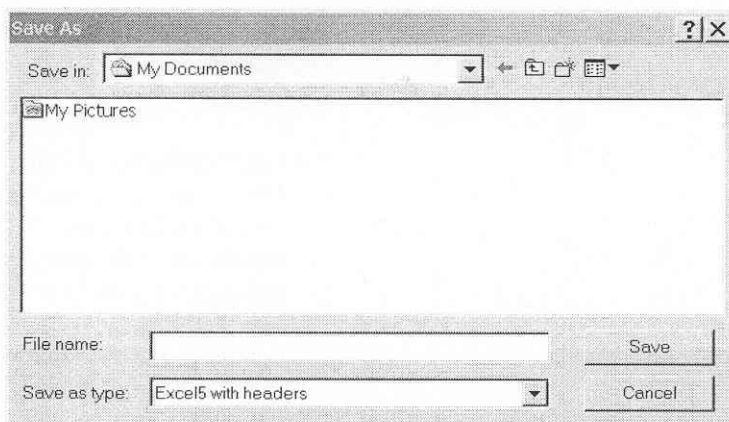 Save As ? X
Save in: My Documents
My Pictures
File name: Save
Save as type: Excel5 with headers Cancel